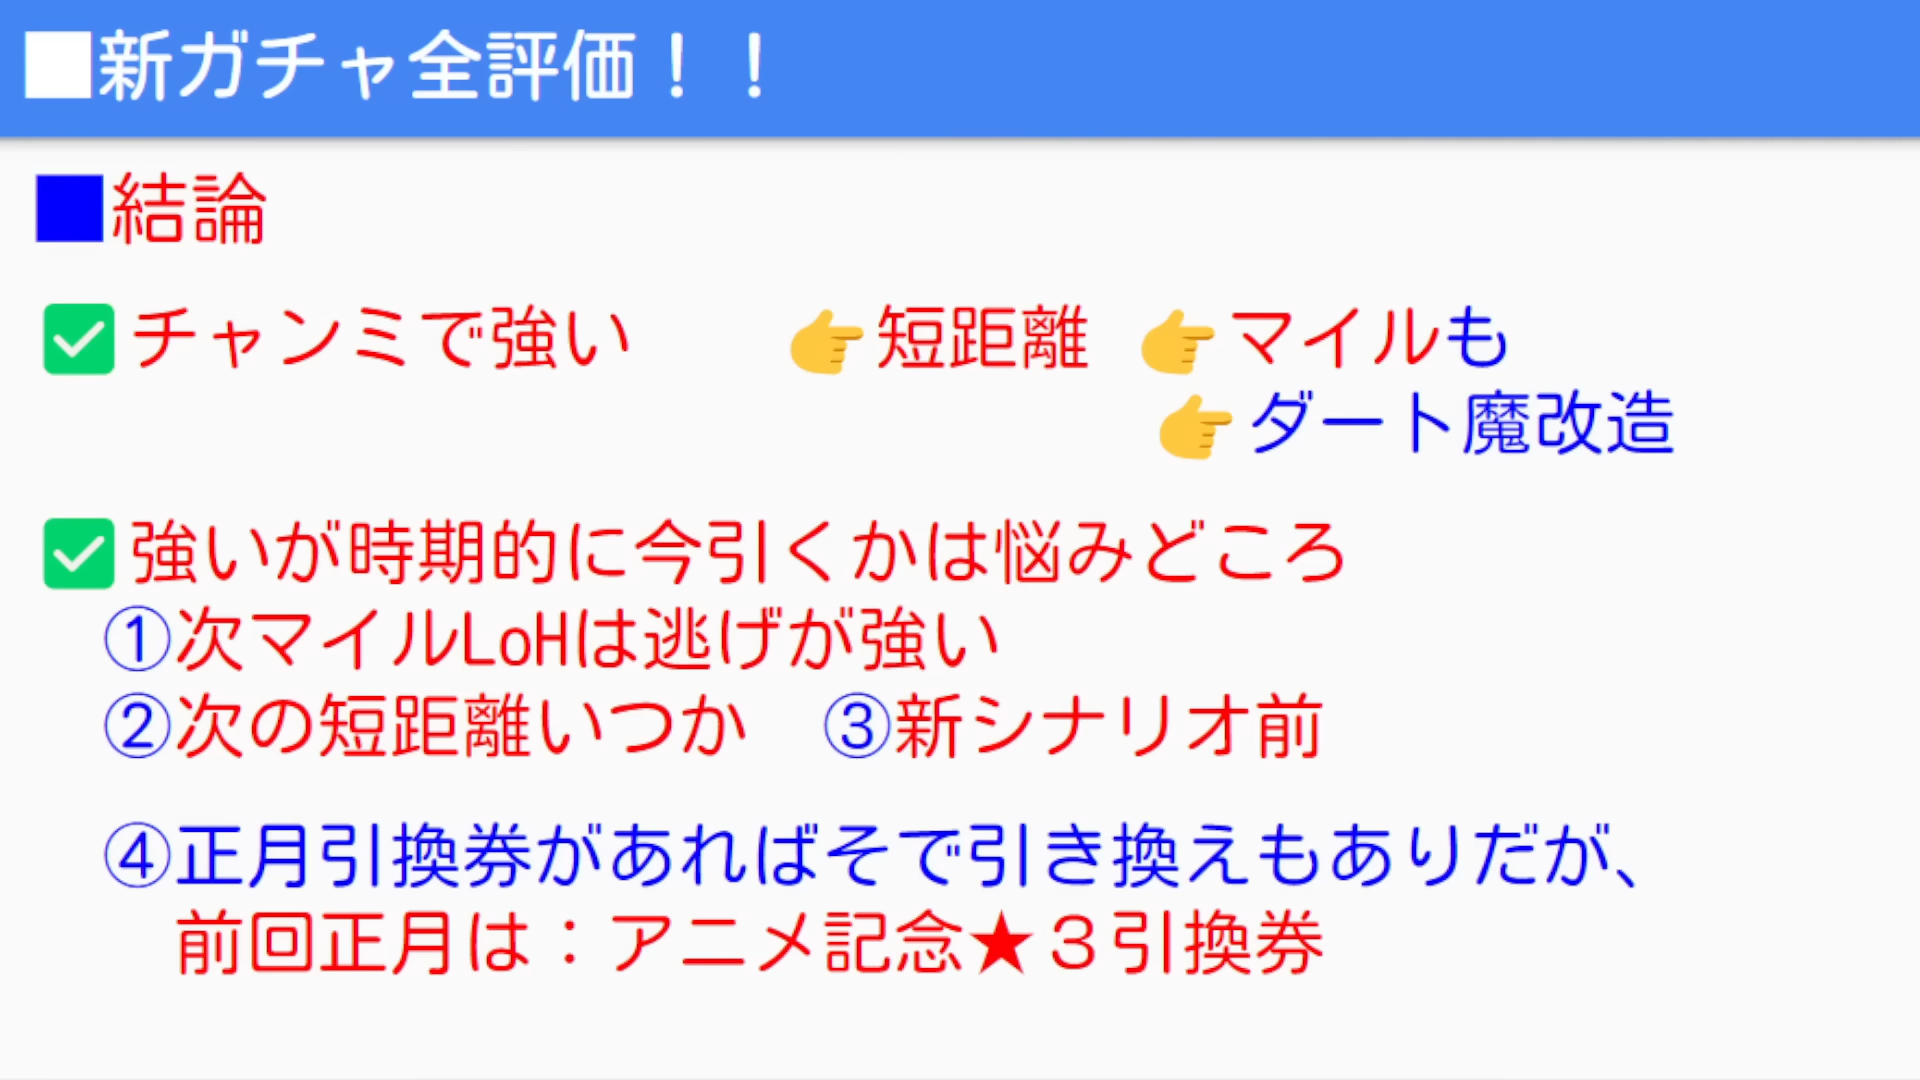 ■新ガチャ全評価！！
■結論
✅チャンミで強い　👉短距離 👉マイルも
👉ダート魔改造
✅強いが時期的に今引くかは悩みどころ
①次マイルLoHは逃げが強い
②次の短距離いつか　③新シナリオ前
④正月引換券があればそで引き換えもありだが、
前回正月は：アニメ記念★３引換券